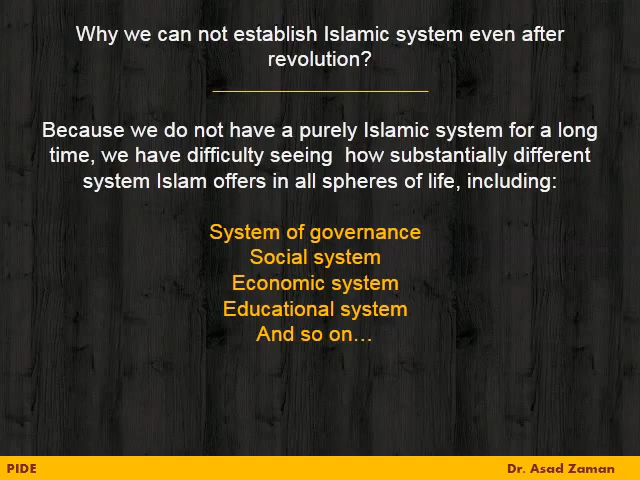 Why we can not establish Islamic system even after
revolution?
Because we do not have a purely Islamic system for a long
time, we have difficulty seeing how substantially different
system Islam offers in all spheres of life, including:
System of governance
Social system
Economic system
Educational system
And so on…
PIDE
Dr. Asad Zaman